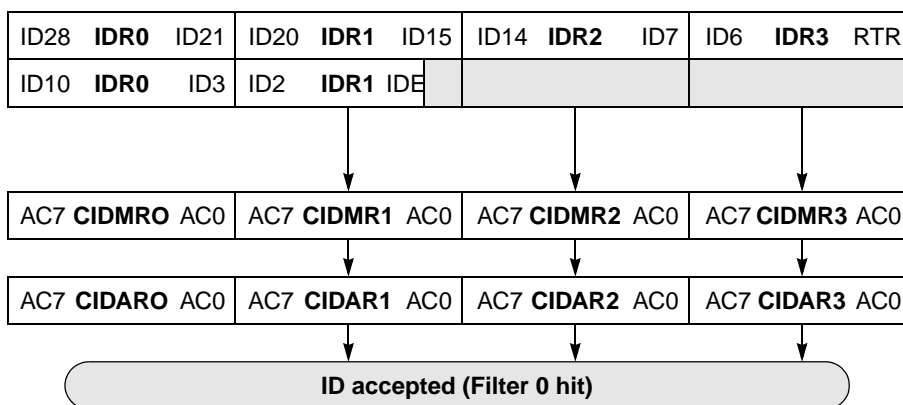 ID28 IDR0 ID21 ID20 IDR1 ID15 ID14 IDR2 ID7 ID6 IDR3 RTR
ID10 IDR0 ID3 ID2 IDR1 IDE
AC7 CIDMRO AC0 AC7 CIDMR1 AC0 AC7 CIDMR2 AC0 AC7 CIDMR3 AC0
AC7 CIDARO AC0 AC7 CIDAR1 AC0 AC7 CIDAR2 AC0 AC7 CIDAR3 AC0
ID accepted (Filter 0 hit)